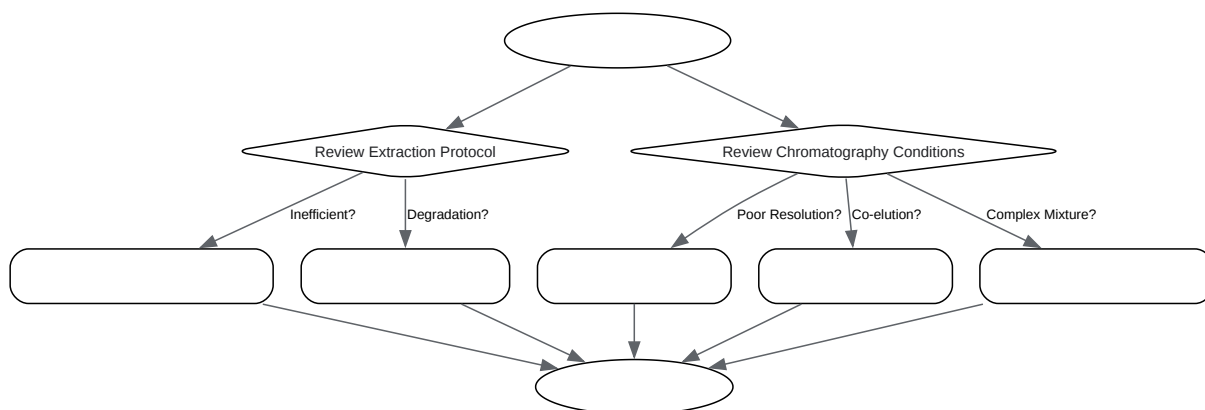 Review Extraction Protocol
Review Chromatography Conditions
Inefficient?
Degradation?
Poor Resolution?
Co-elution?
Complex Mixture?